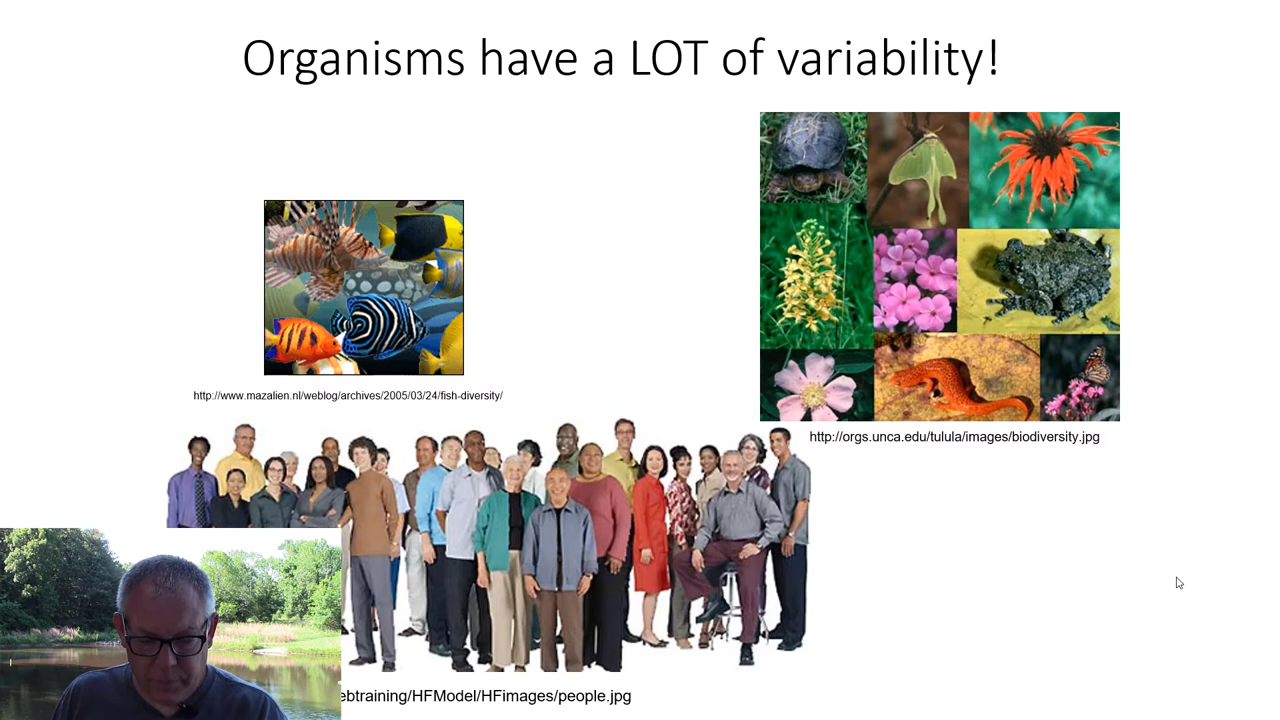 Organisms have a LOT of variability!
http://www.mazalien.nl/weblog/archives/2005/03/24/fish-diversity/
http://orgs.unca.edu/tulula/images/biodiversity.jpg
ebtraining/HFModel/HFimages/people.jpg